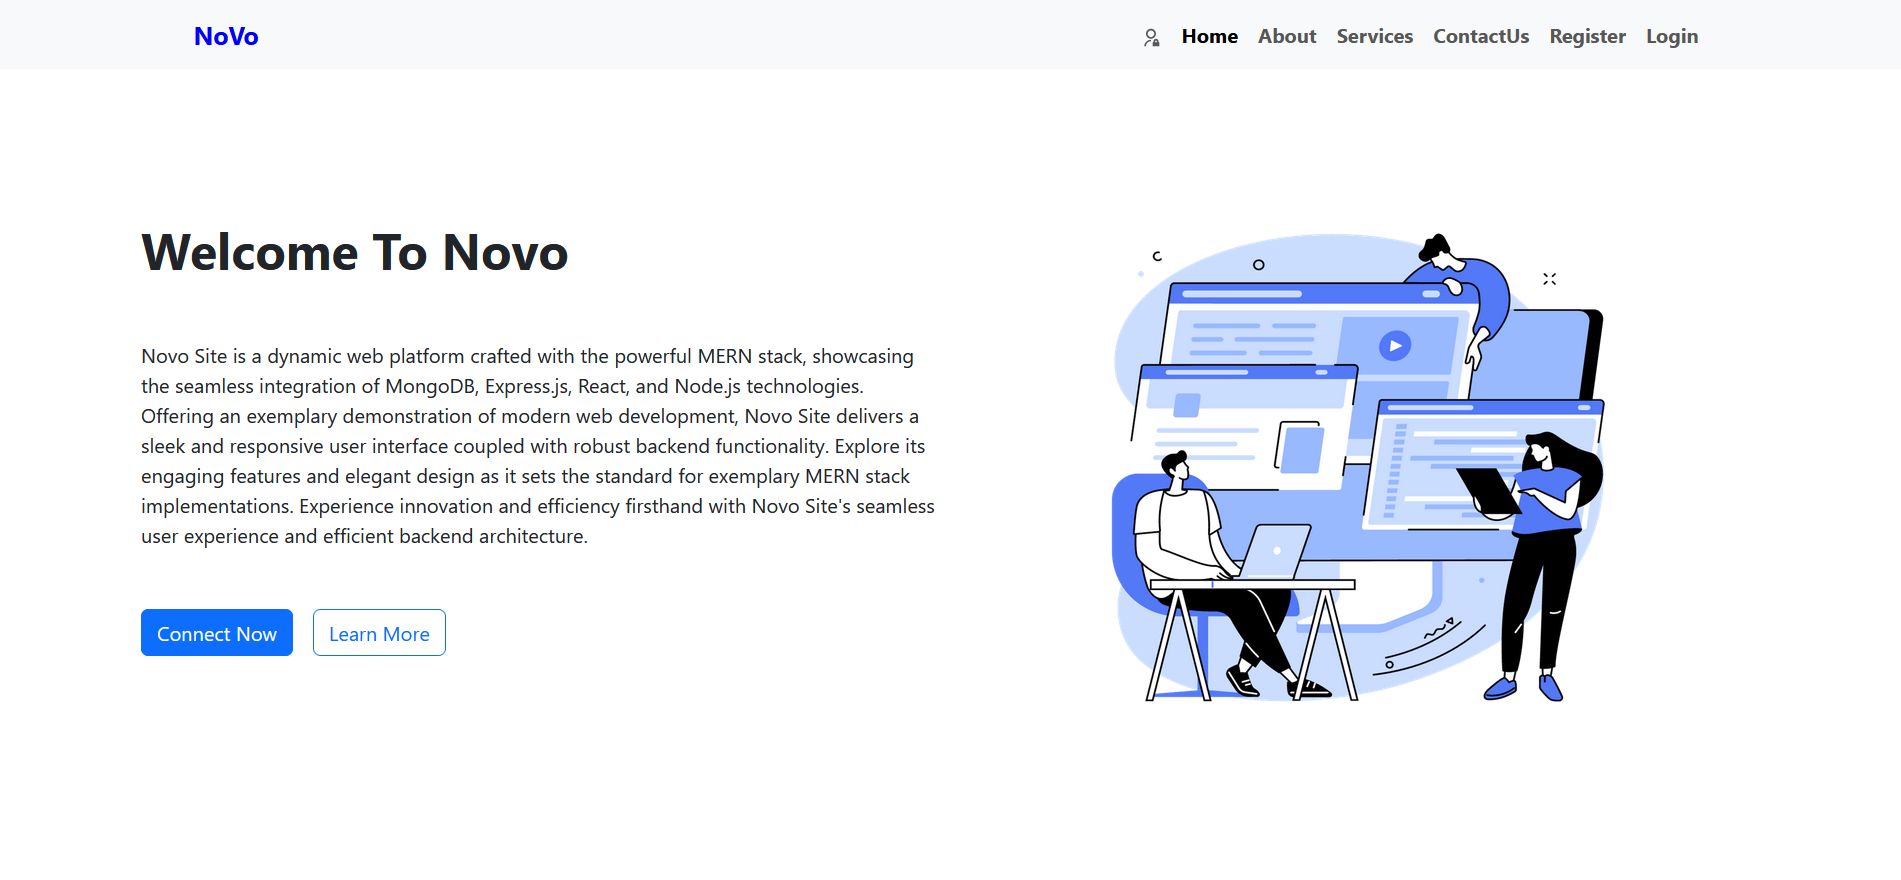 NoVo
Home About Services ContactUs Register Login
Welcome To Novo
Novo Site is a dynamic web platform crafted with the powerful MERN stack, showcasing
the seamless integration of MongoDB, Express.js, React, and Node.js technologies.
Offering an exemplary demonstration of modern web development, Novo Site delivers a
sleek and responsive user interface coupled with robust backend functionality. Explore its
engaging features and elegant design as it sets the standard for exemplary MERN stack
implementations. Experience innovation and efficiency firsthand with Novo Site's seamless
user experience and efficient backend architecture.
Connect Now Learn More